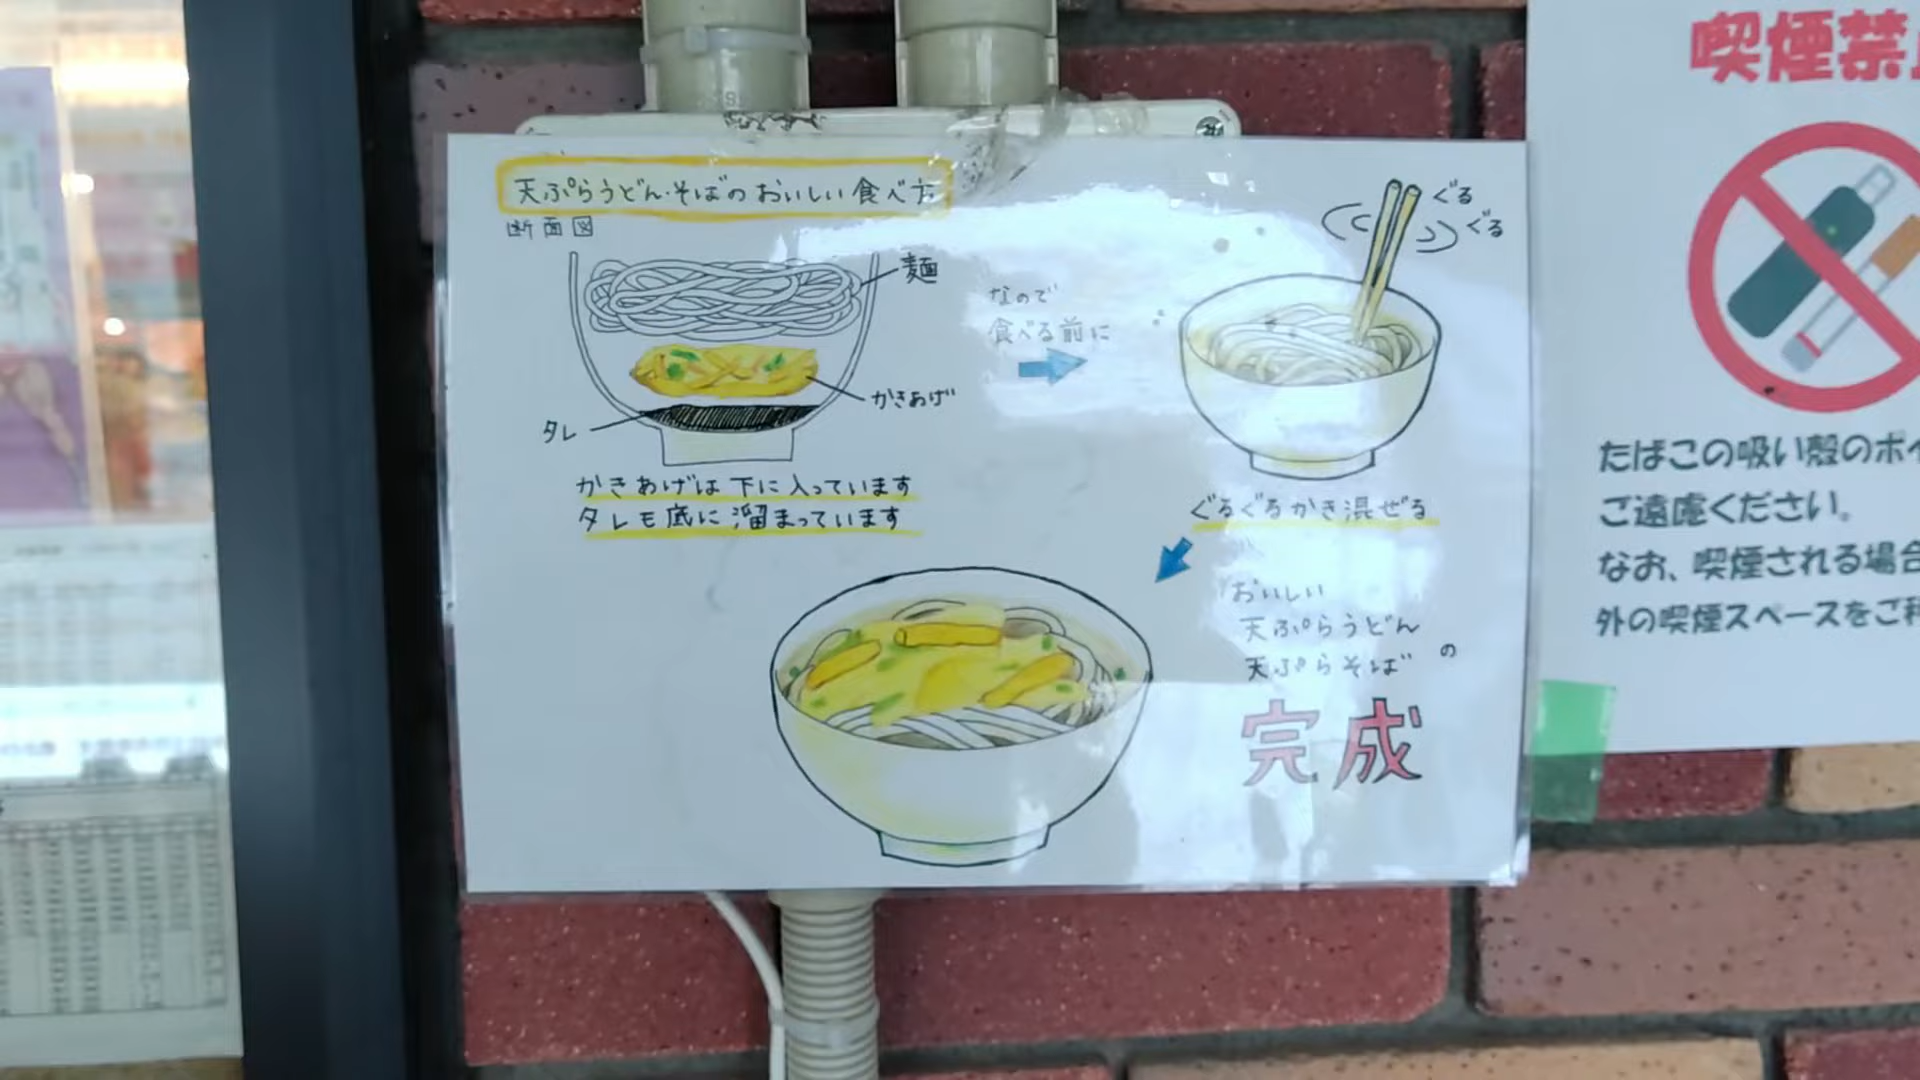 天ぷらうどん・そばのおいしい食べ方
断面図
麺
かきあげ
タレ
かきあげは下に入っています
タレも底に溜まっています
なので
食べる前に
ぐる
ぐる
ぐるぐるかき混ぜる
おいしい
天ぷらうどん
天ぷらそば の
完成
喫煙禁
たばこの吸い殻のポイ
ご遠慮ください。
なお、喫煙される場合
外の喫煙スペースをご利